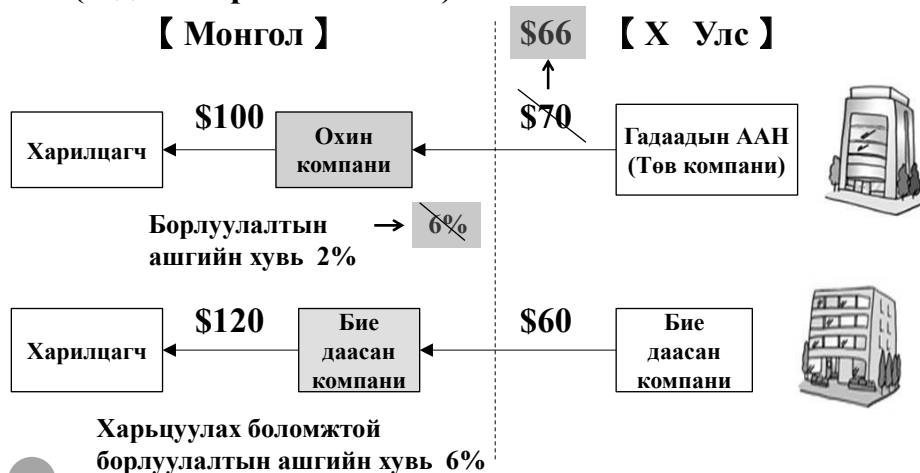 【 Монгол 】
$66
【 X Улс 】
$100
$70
Харилцагч
Охин
компани
Гадаадын ААН
(Төв компани)
Борлуулалтын → 6%
ашгийн хувь 2%
$120
$60
Харилцагч
Бие
даасан
компани
Бие
даасан
компани
Харьцуулах боломжтой
борлуулалтын ашгийн хувь 6%